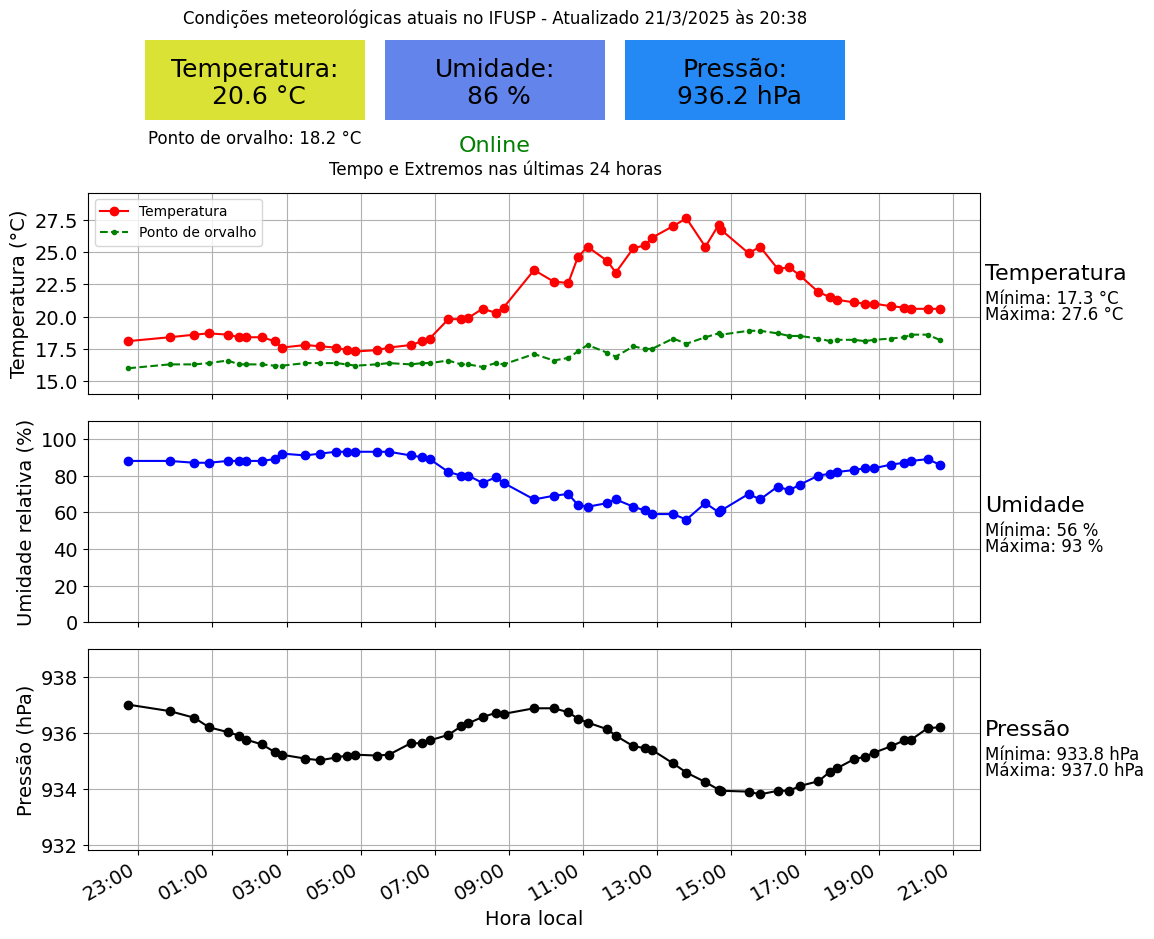 Condições meteorológicas atuais no IFUSP - Atualizado 21/3/2025 às 20:38
Temperatura:
20.6 °C
Umidade:
86 %
Pressão:
936.2 hPa
Ponto de orvalho: 18.2 °C
Online
Tempo e Extremos nas últimas 24 horas
Temperatura (°C)
27.5
25.0
22.5
20.0
17.5
15.0
Temperatura
Ponto de orvalho
Temperatura
Mínima: 17.3 °C
Máxima: 27.6 °C
Umidade relativa (%)
100
80
60
40
20
0
Umidade
Mínima: 56 %
Máxima: 93 %
Pressão (hPa)
938
936
934
932
Pressão
Mínima: 933.8 hPa
Máxima: 937.0 hPa
23:00
01:00
03:00
05:00
07:00
09:00
11:00
13:00
15:00
17:00
19:00
21:00
Hora local